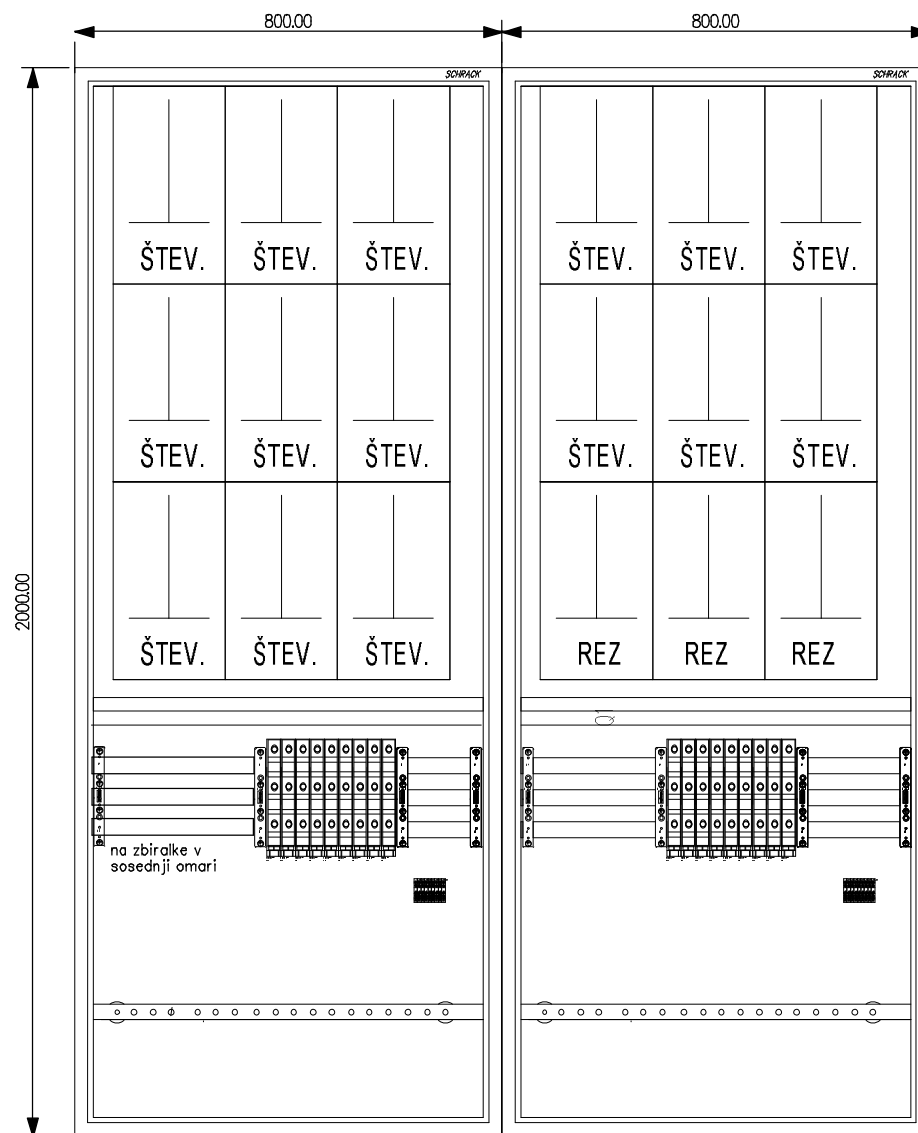 800.00 800.00
SCHRACK SCHRACK
ŠTEV. ŠTEV. ŠTEV. ŠTEV. ŠTEV. ŠTEV.
ŠTEV. ŠTEV. ŠTEV. ŠTEV. ŠTEV. ŠTEV.
2000.00
ŠTEV. ŠTEV. ŠTEV. REZ REZ REZ
Q1
na zbiralke v
sosednji omari